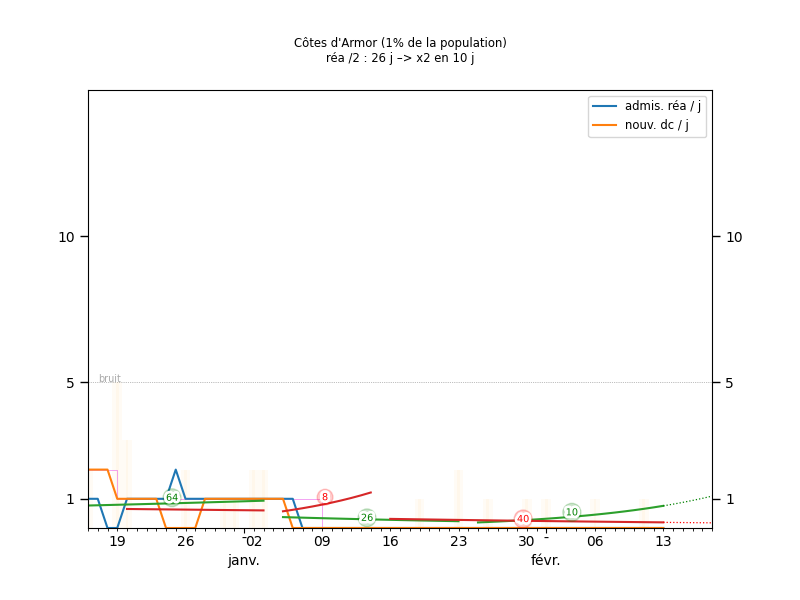 Côtes d'Armor (1% de la population)
réa /2 : 26 j –> x2 en 10 j
admis. réa / j
nouv. dc / j
10
10
bruit
5
5
64
8
1
1
26
40
10
19
26
02
09
16
23
30
06
13
janv.
févr.